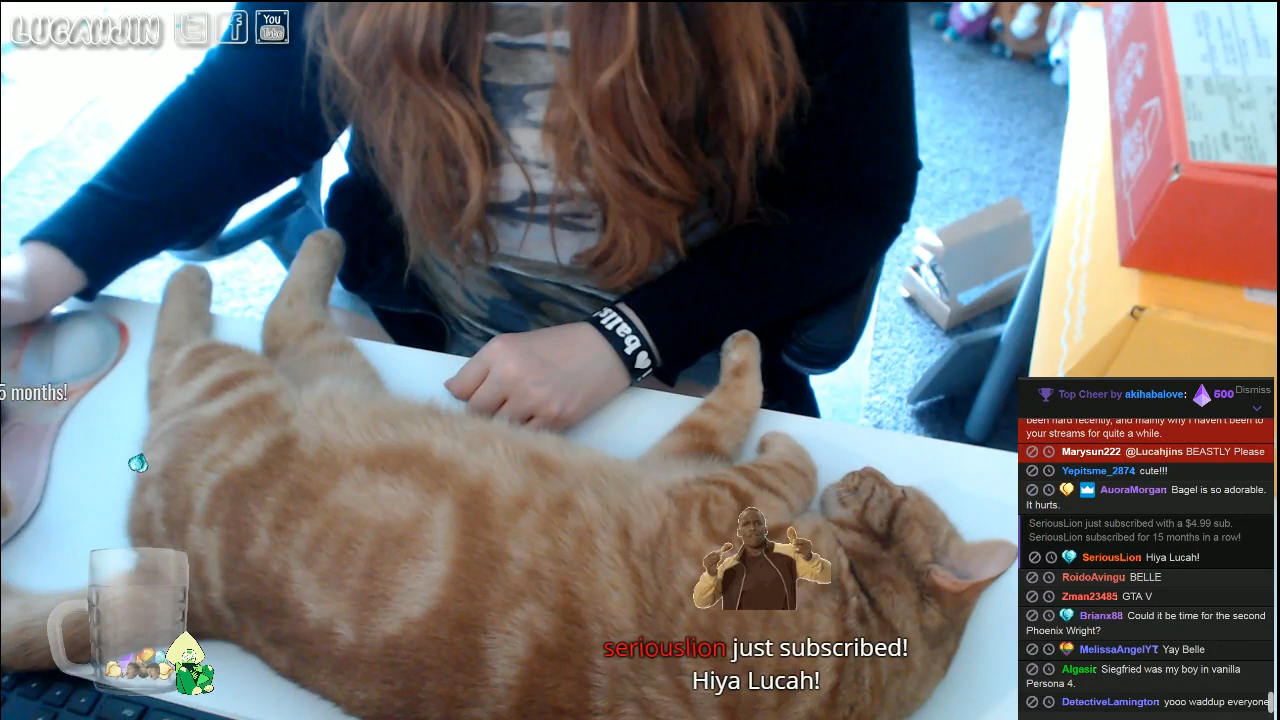 LUCAHJIN
You
Tube
balls
5 months!
Top Cheer by akihabalove: 600 Dismiss
been hard recently, and mainly why I haven't been to
your streams for quite a while.
Marysun222 @Lucahjins BEASTLY Please
Yepitsme_2874 cute!!!
AuoraMorgan Bagel is so adorable.
It hurts.
SeriousLion just subscribed with a $4.99 sub.
SeriousLion subscribed for 15 months in a row!
SeriousLion Hiya Lucah!
RoidoAvingu BELLE
Zman23485 GTA V
Brianx88 Could it be time for the second
Phoenix Wright?
MelissaAngelYT Yay Belle
Algasir Siegfried was my boy in vanilla
Persona 4.
DetectiveLamington yooo waddup everyone
seriouslion just subscribed!
Hiya Lucah!